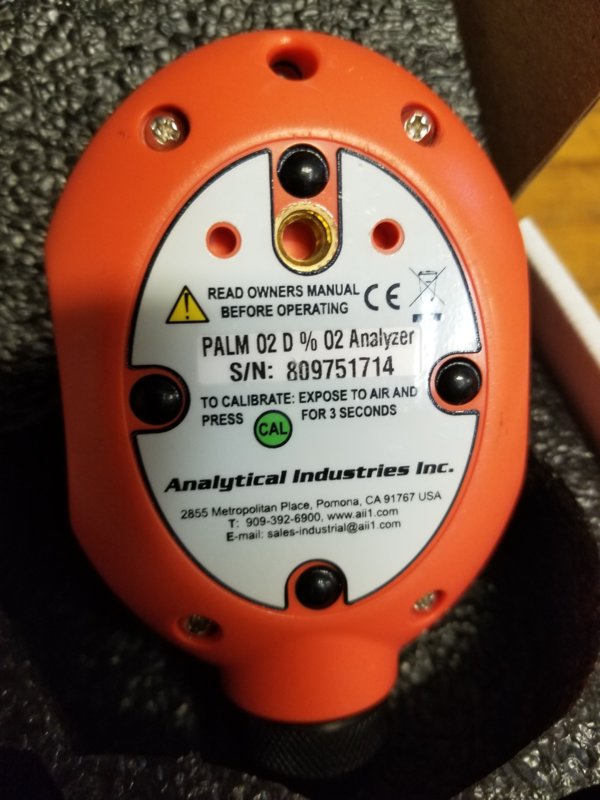 READ OWNERS MANUAL
BEFORE OPERATING
CE
PALM O2 D % O2 Analyzer
S/N: 809751714
TO CALIBRATE: EXPOSE TO AIR AND
PRESS CAL FOR 3 SECONDS
Analytical Industries Inc.
2855 Metropolitan Place, Pomona, CA 91767 USA
T: 909-392-6900, www.aii1.com
E-mail: sales-industrial@aii1.com